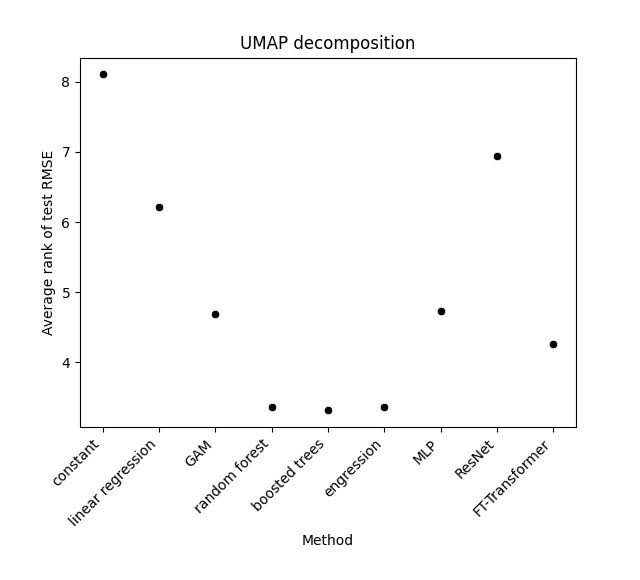 UMAP decomposition
Average rank of test RMSE
8
7
6
5
4
constant
linear regression
GAM
random forest
boosted trees
engression
MLP
ResNet
FT-Transformer
Method